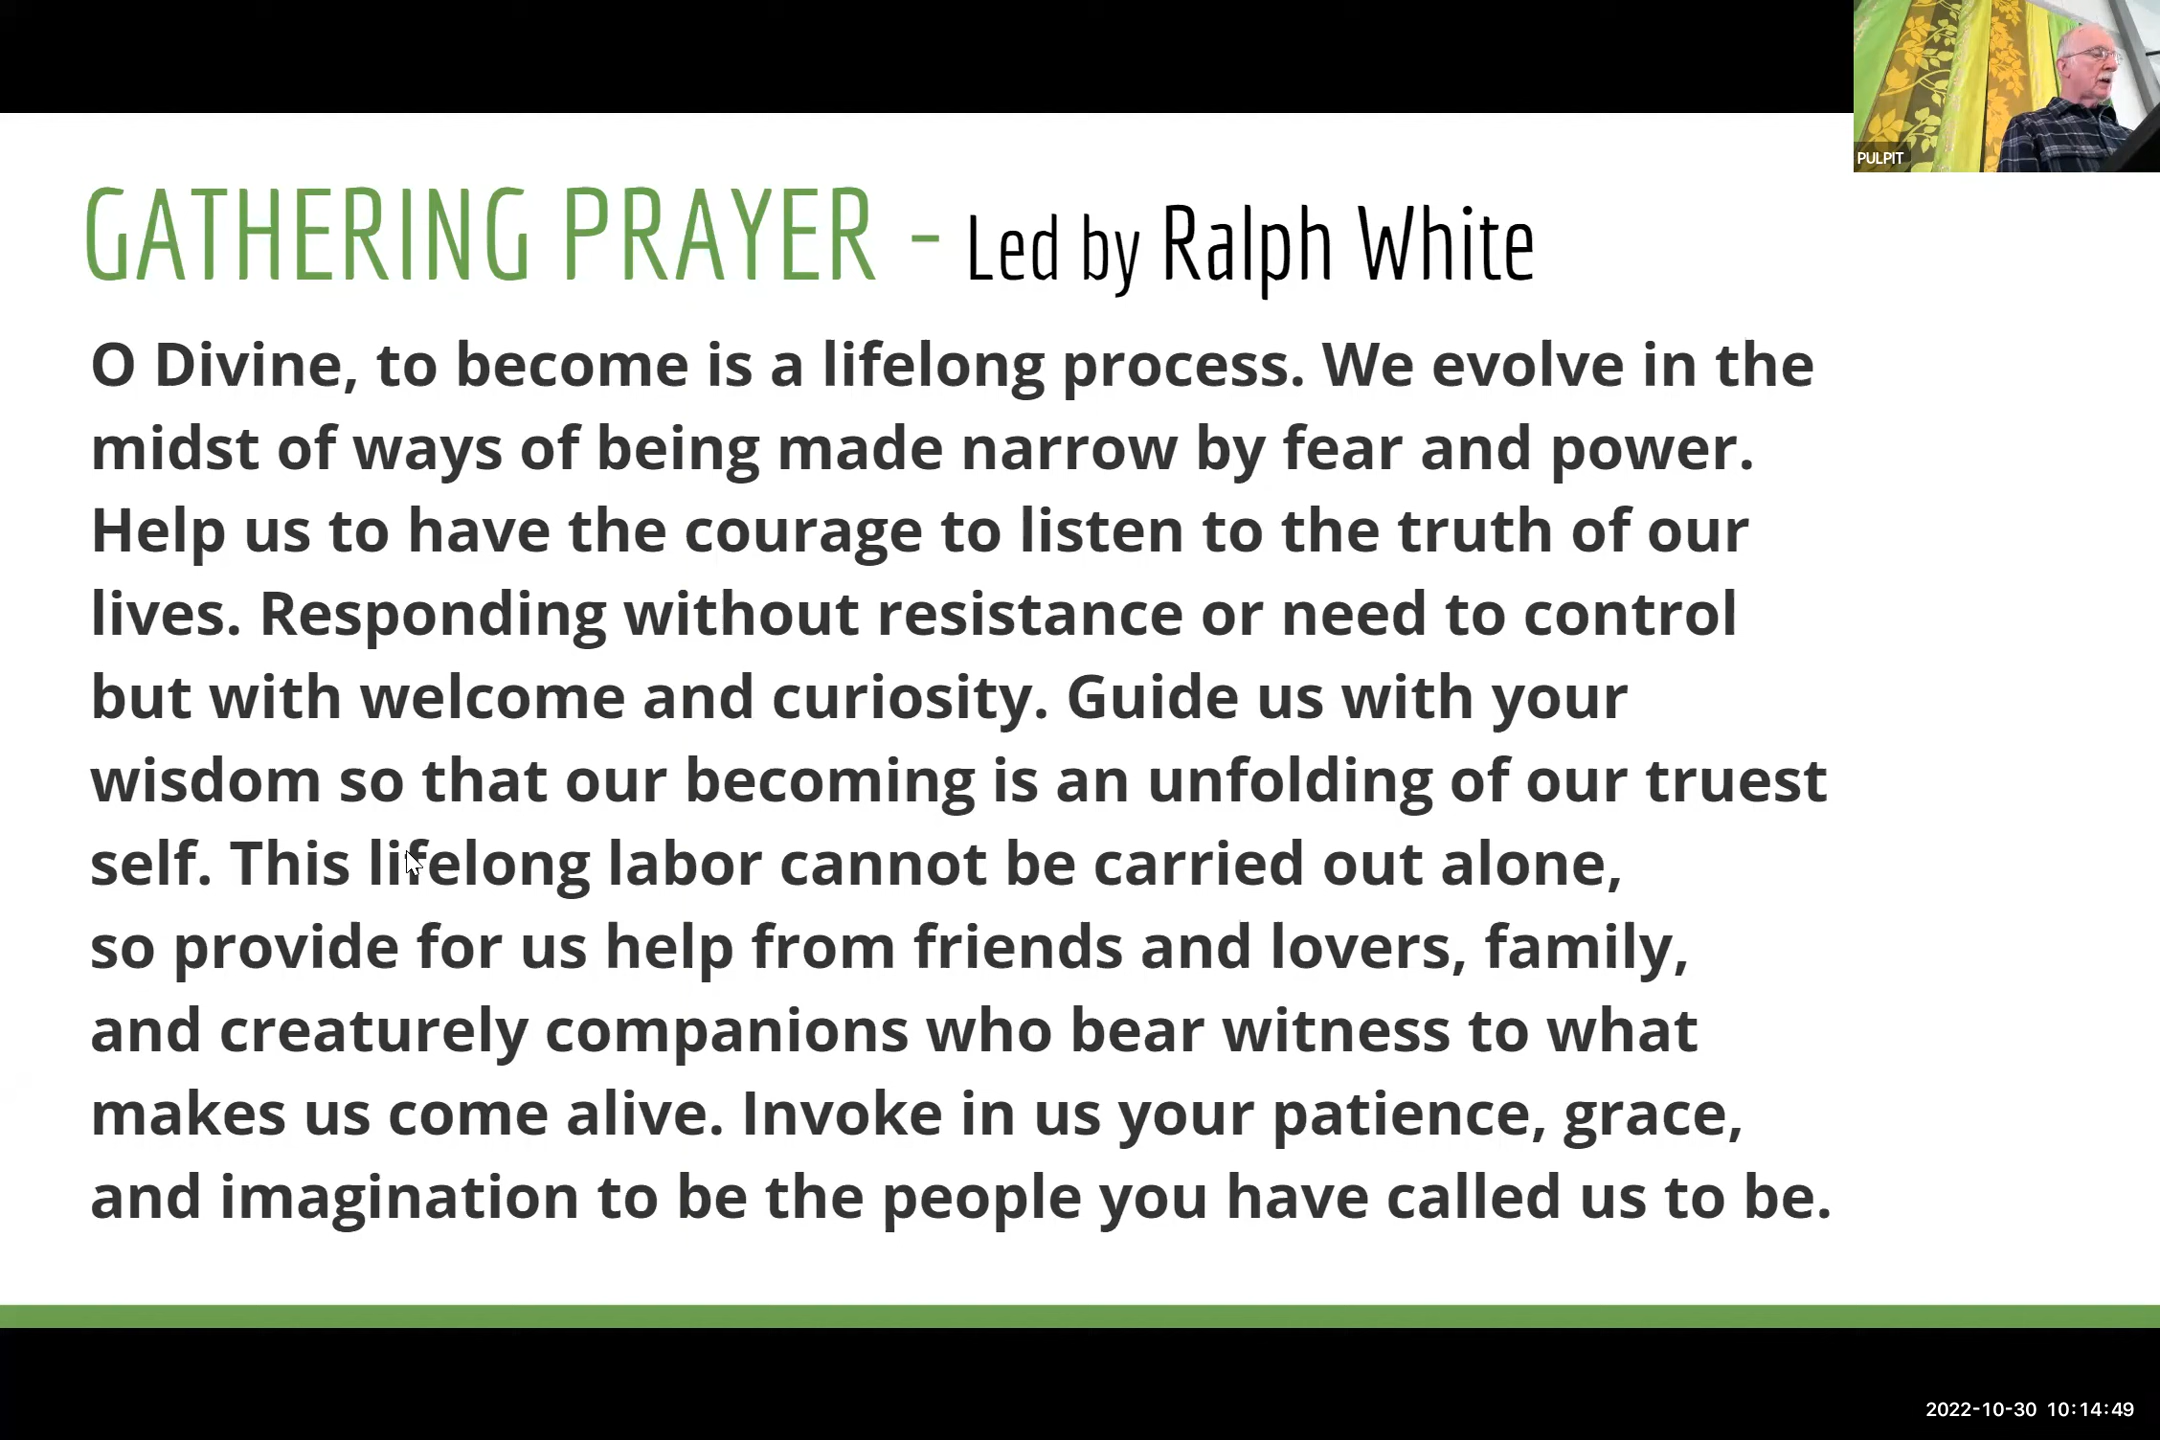 PULPIT
GATHERING PRAYER - Led by Ralph White
O Divine, to become is a lifelong process. We evolve in the
midst of ways of being made narrow by fear and power.
Help us to have the courage to listen to the truth of our
lives. Responding without resistance or need to control
but with welcome and curiosity. Guide us with your
wisdom so that our becoming is an unfolding of our truest
self. This lifelong labor cannot be carried out alone,
so provide for us help from friends and lovers, family,
and creaturely companions who bear witness to what
makes us come alive. Invoke in us your patience, grace,
and imagination to be the people you have called us to be.
2022-10-30 10:14:49